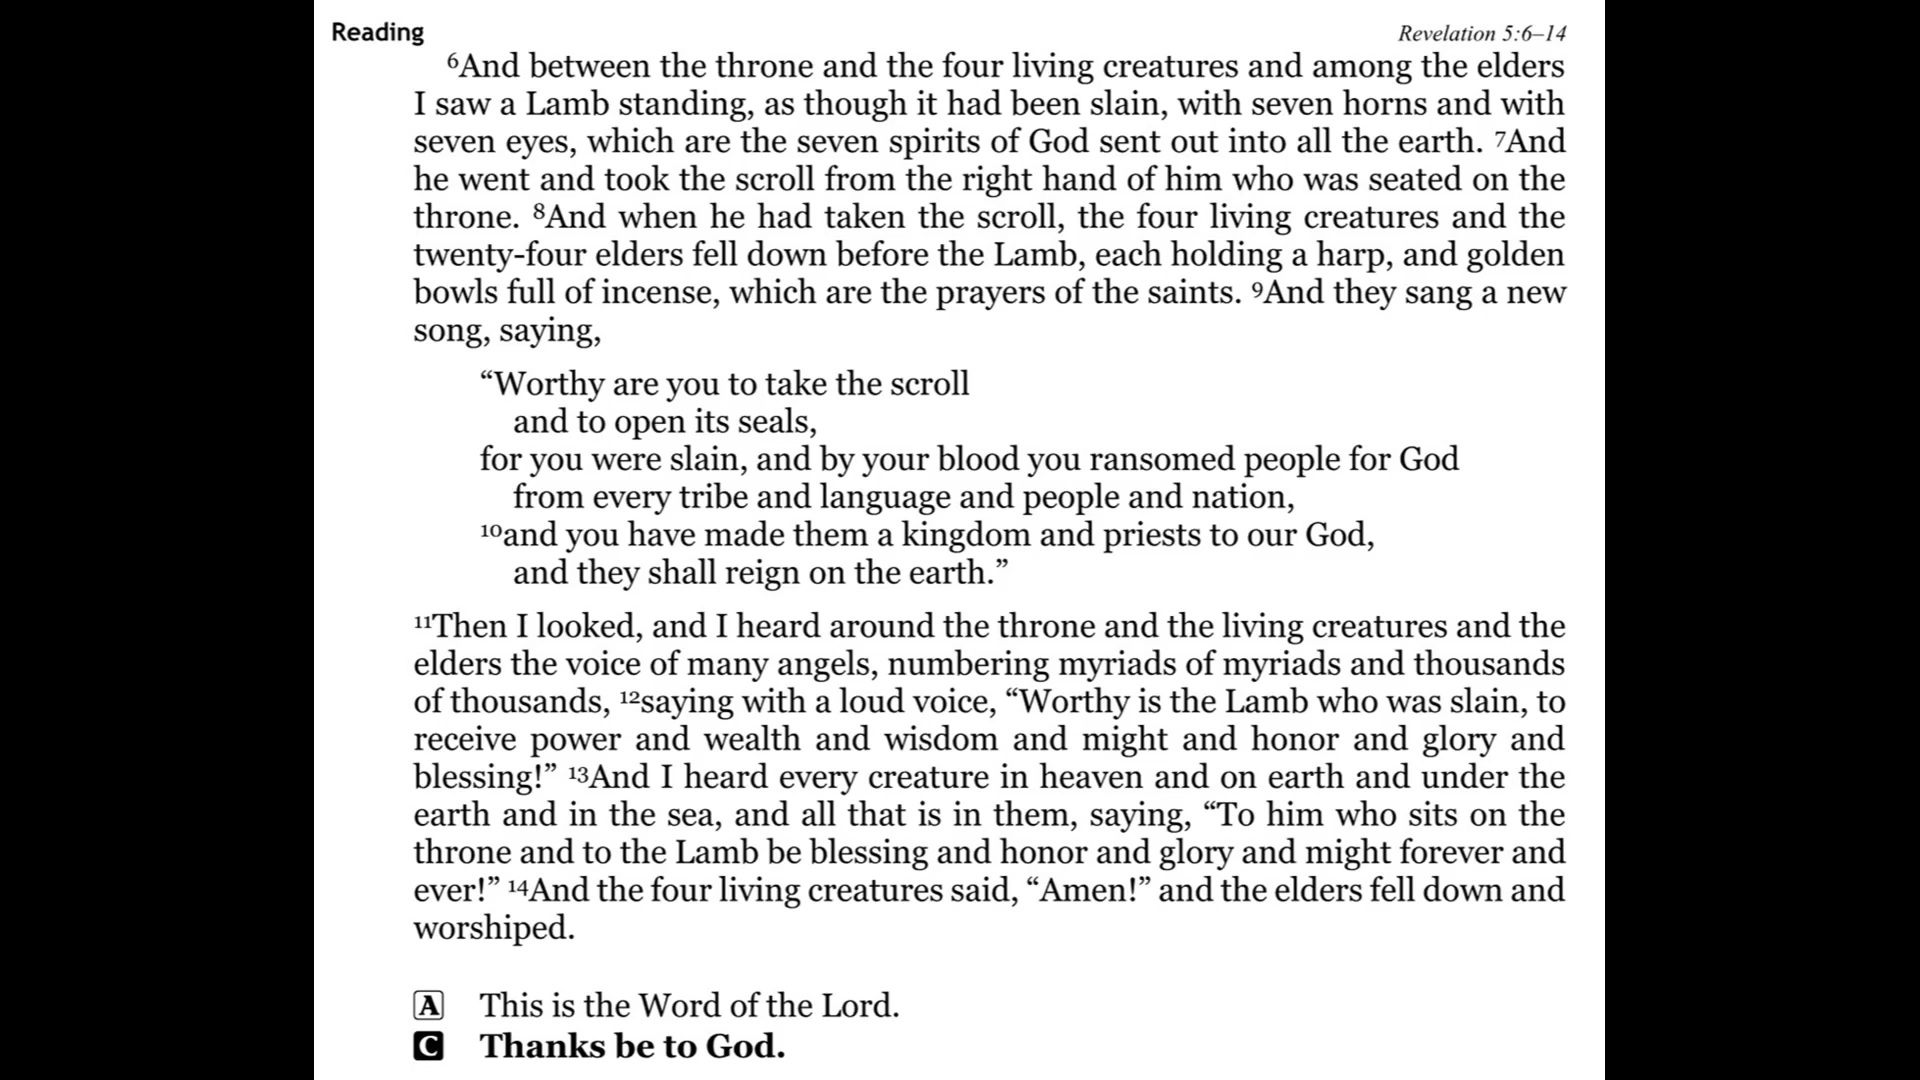 Reading Revelation 5:6–14
⁶And between the throne and the four living creatures and among the elders
I saw a Lamb standing, as though it had been slain, with seven horns and with
seven eyes, which are the seven spirits of God sent out into all the earth. ⁷And
he went and took the scroll from the right hand of him who was seated on the
throne. ⁸And when he had taken the scroll, the four living creatures and the
twenty-four elders fell down before the Lamb, each holding a harp, and golden
bowls full of incense, which are the prayers of the saints. ⁹And they sang a new
song, saying,
“Worthy are you to take the scroll
and to open its seals,
for you were slain, and by your blood you ransomed people for God
from every tribe and language and people and nation,
¹⁰and you have made them a kingdom and priests to our God,
and they shall reign on the earth.”
¹¹Then I looked, and I heard around the throne and the living creatures and the
elders the voice of many angels, numbering myriads of myriads and thousands
of thousands, ¹²saying with a loud voice, “Worthy is the Lamb who was slain, to
receive power and wealth and wisdom and might and honor and glory and
blessing!” ¹³And I heard every creature in heaven and on earth and under the
earth and in the sea, and all that is in them, saying, “To him who sits on the
throne and to the Lamb be blessing and honor and glory and might forever and
ever!” ¹⁴And the four living creatures said, “Amen!” and the elders fell down and
worshiped.
A This is the Word of the Lord.
C Thanks be to God.